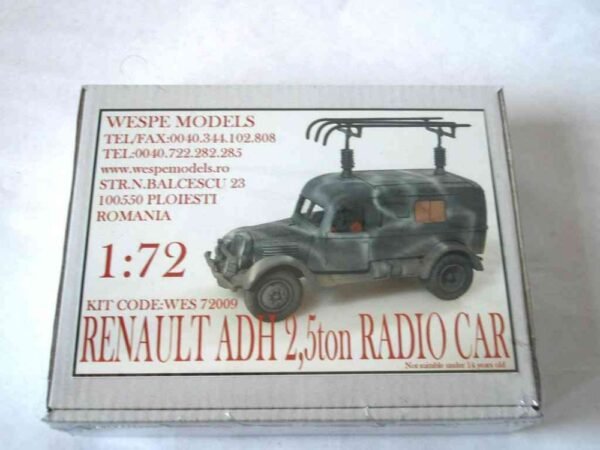 WESPE MODELS
TEL/FAX:0040.344.102.808
TEL:0040.722.282.285
www.wespemodels.ro
STR.N.BALCESCU 23
100550 PLOIESTI
ROMANIA
1:72
KIT CODE:WES 72009
RENAULT ADH 2,5ton RADIO CAR
Not suitable under 14 years old